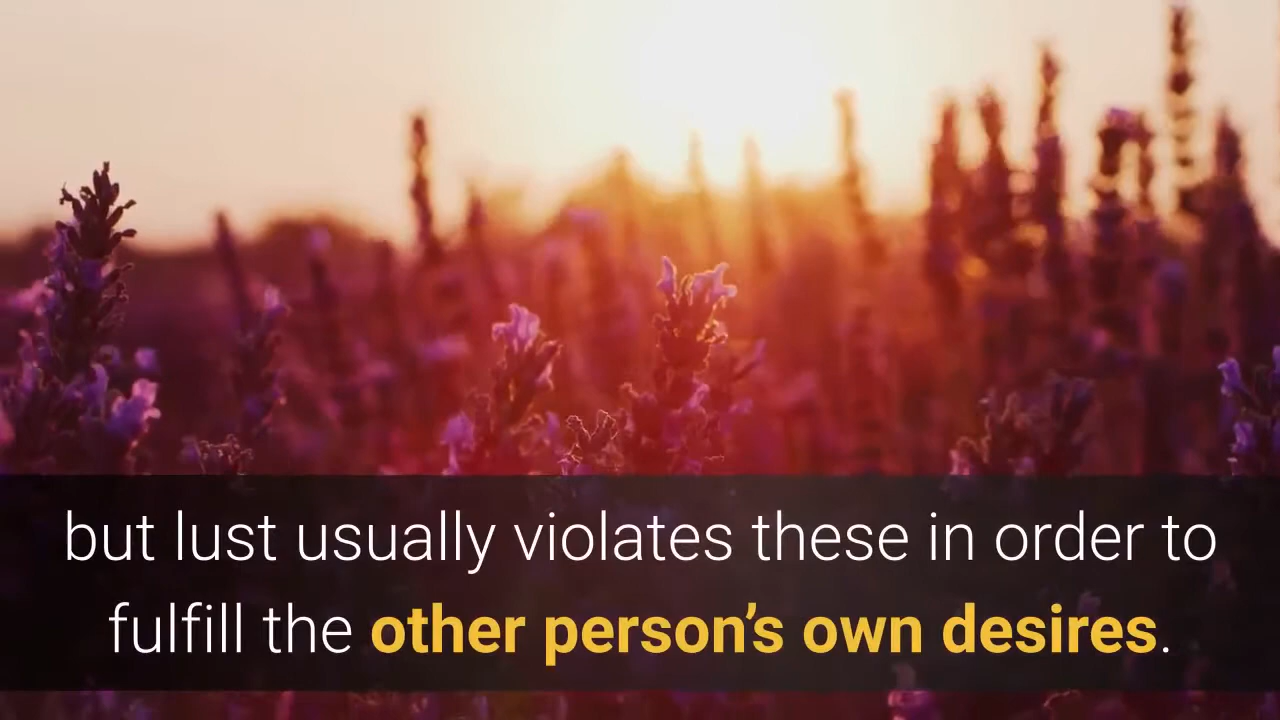 but lust usually violates these in order to
fulfill the other person’s own desires.